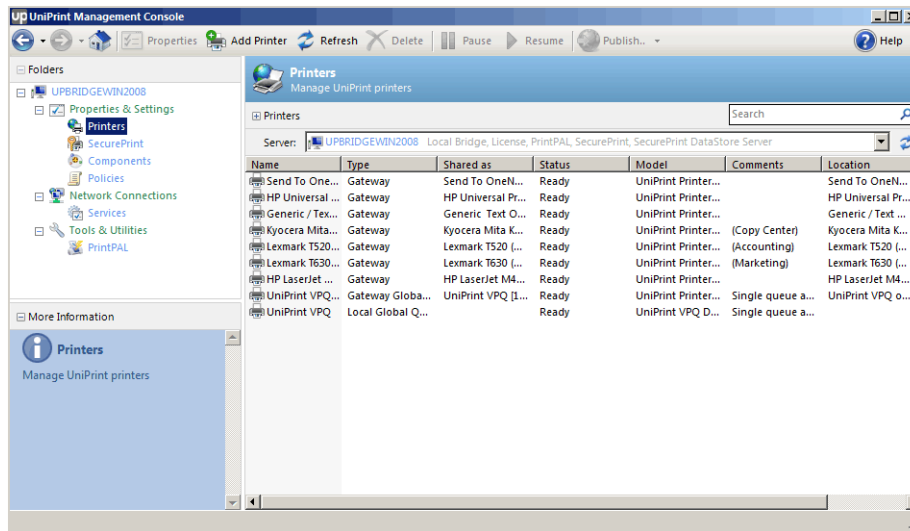 UP UniPrint Management Console
Properties Add Printer Refresh Delete Pause Resume Publish.. Help
Folders
UPBRIDGEWIN2008
Properties & Settings
Printers
SecurePrint
Components
Policies
Network Connections
Services
Tools & Utilities
PrintPAL
More Information
Printers
Manage UniPrint printers
Printers
Manage UniPrint printers
Printers Search
Server: UPBRIDGEWIN2008 Local Bridge, License, PrintPAL, SecurePrint, SecurePrint DataStore Server
Name Type Shared as Status Model Comments Location
Send To One... Gateway Send To OneN... Ready UniPrint Printer... Send To OneN...
HP Universal ... Gateway HP Universal Pr... Ready UniPrint Printer... HP Universal Pr...
Generic / Tex... Gateway Generic Text O... Ready UniPrint Printer... Generic / Text ...
Kyocera Mita... Gateway Kyocera Mita K... Ready UniPrint Printer... (Copy Center) Kyocera Mita K...
Lexmark T520... Gateway Lexmark T520 (... Ready UniPrint Printer... (Accounting) Lexmark T520 (...
Lexmark T630... Gateway Lexmark T630 (... Ready UniPrint Printer... (Marketing) Lexmark T630 (...
HP LaserJet ... Gateway HP LaserJet M4... Ready UniPrint Printer... HP LaserJet M4...
UniPrint VPQ... Gateway Globa... UniPrint VPQ [1... Ready UniPrint Printer... Single queue a... UniPrint VPQ o...
UniPrint VPQ Local Global Q... Ready UniPrint VPQ D... Single queue a...